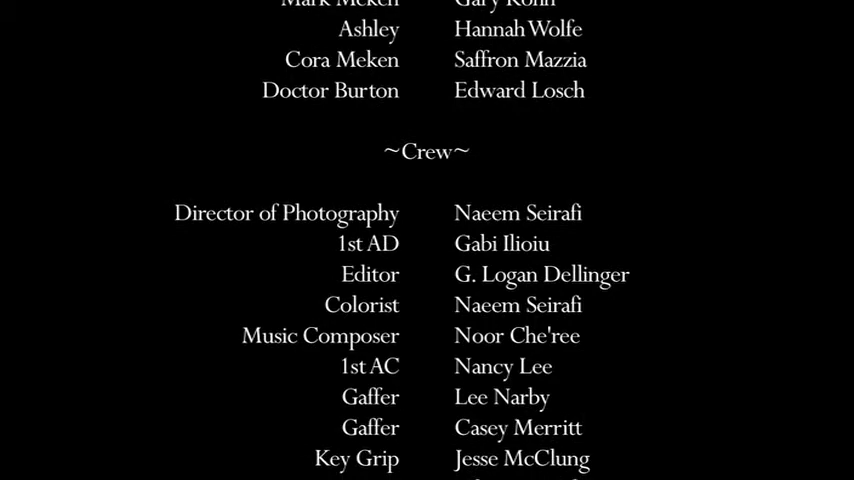 Mark Meken Gary Kohn
Ashley Hannah Wolfe
Cora Meken Saffron Mazzia
Doctor Burton Edward Losch
~Crew~
Director of Photography Naeem Seirafi
1st AD Gabi Ilioiu
Editor G. Logan Dellinger
Colorist Naeem Seirafi
Music Composer Noor Che'ree
1st AC Nancy Lee
Gaffer Lee Narby
Gaffer Casey Merritt
Key Grip Jesse McClung